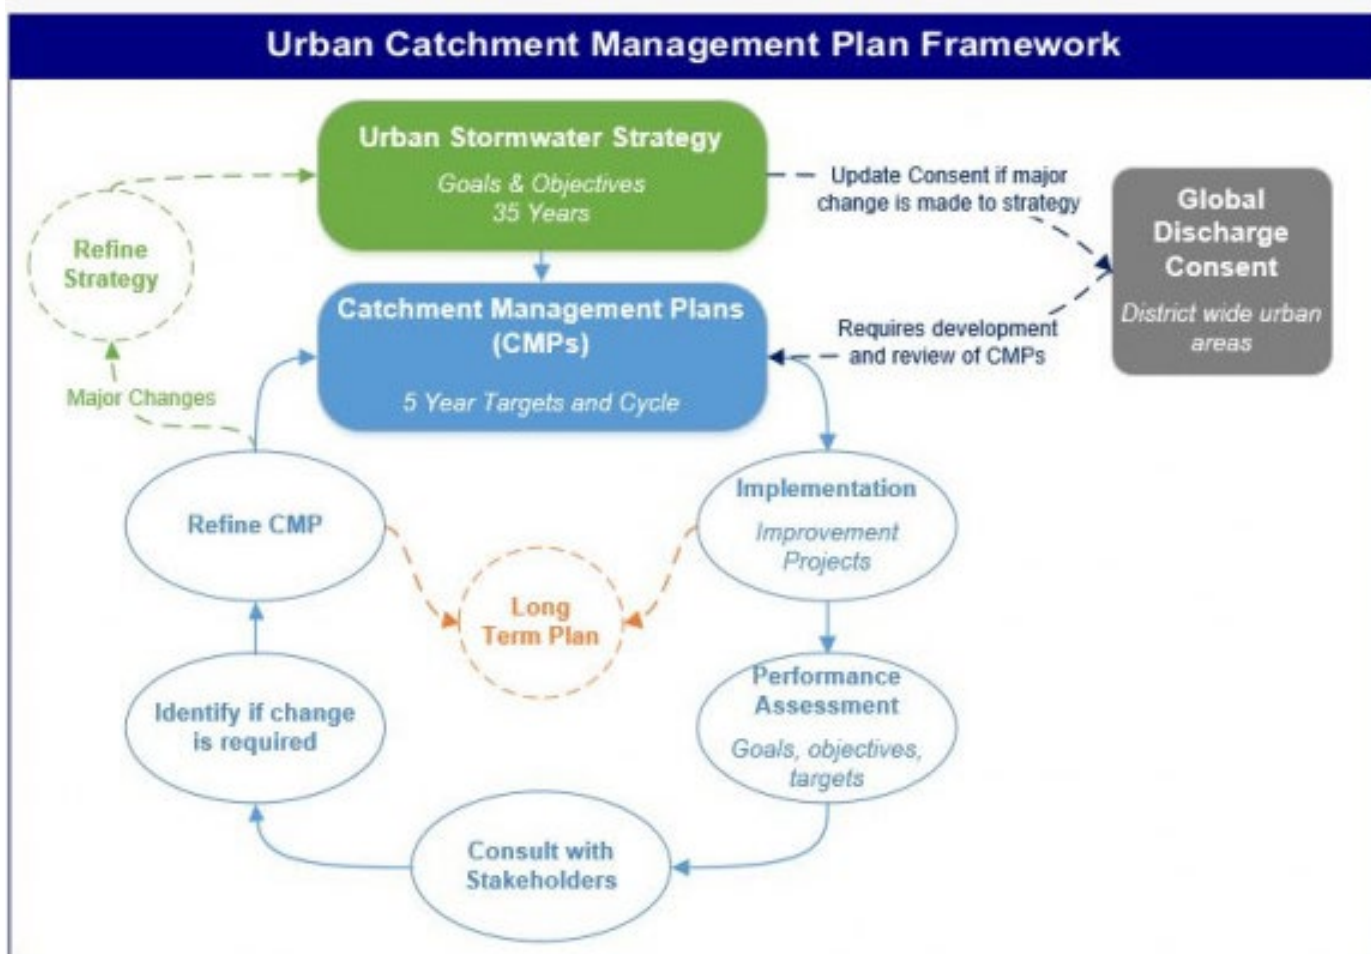 Urban Catchment Management Plan Framework
Urban Stormwater Strategy
Goals & Objectives
35 Years
Update Consent if major
change is made to strategy
Global
Discharge
Consent
District wide urban
areas
Refine
Strategy
Catchment Management Plans
(CMPs)
5 Year Targets and Cycle
Requires development
and review of CMPs
Major Changes
Refine CMP
Implementation
Improvement
Projects
Long
Term Plan
Identify if change
is required
Performance
Assessment
Goals, objectives,
targets
Consult with
Stakeholders